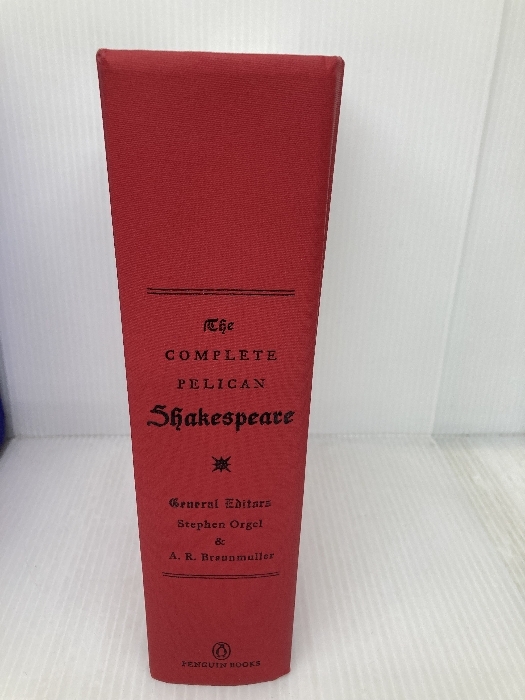 The
COMPLETE
PELICAN
Shakespeare
General Editors
Stephen Orgel
&
A. R. Braunmuller
PENGUIN BOOKS